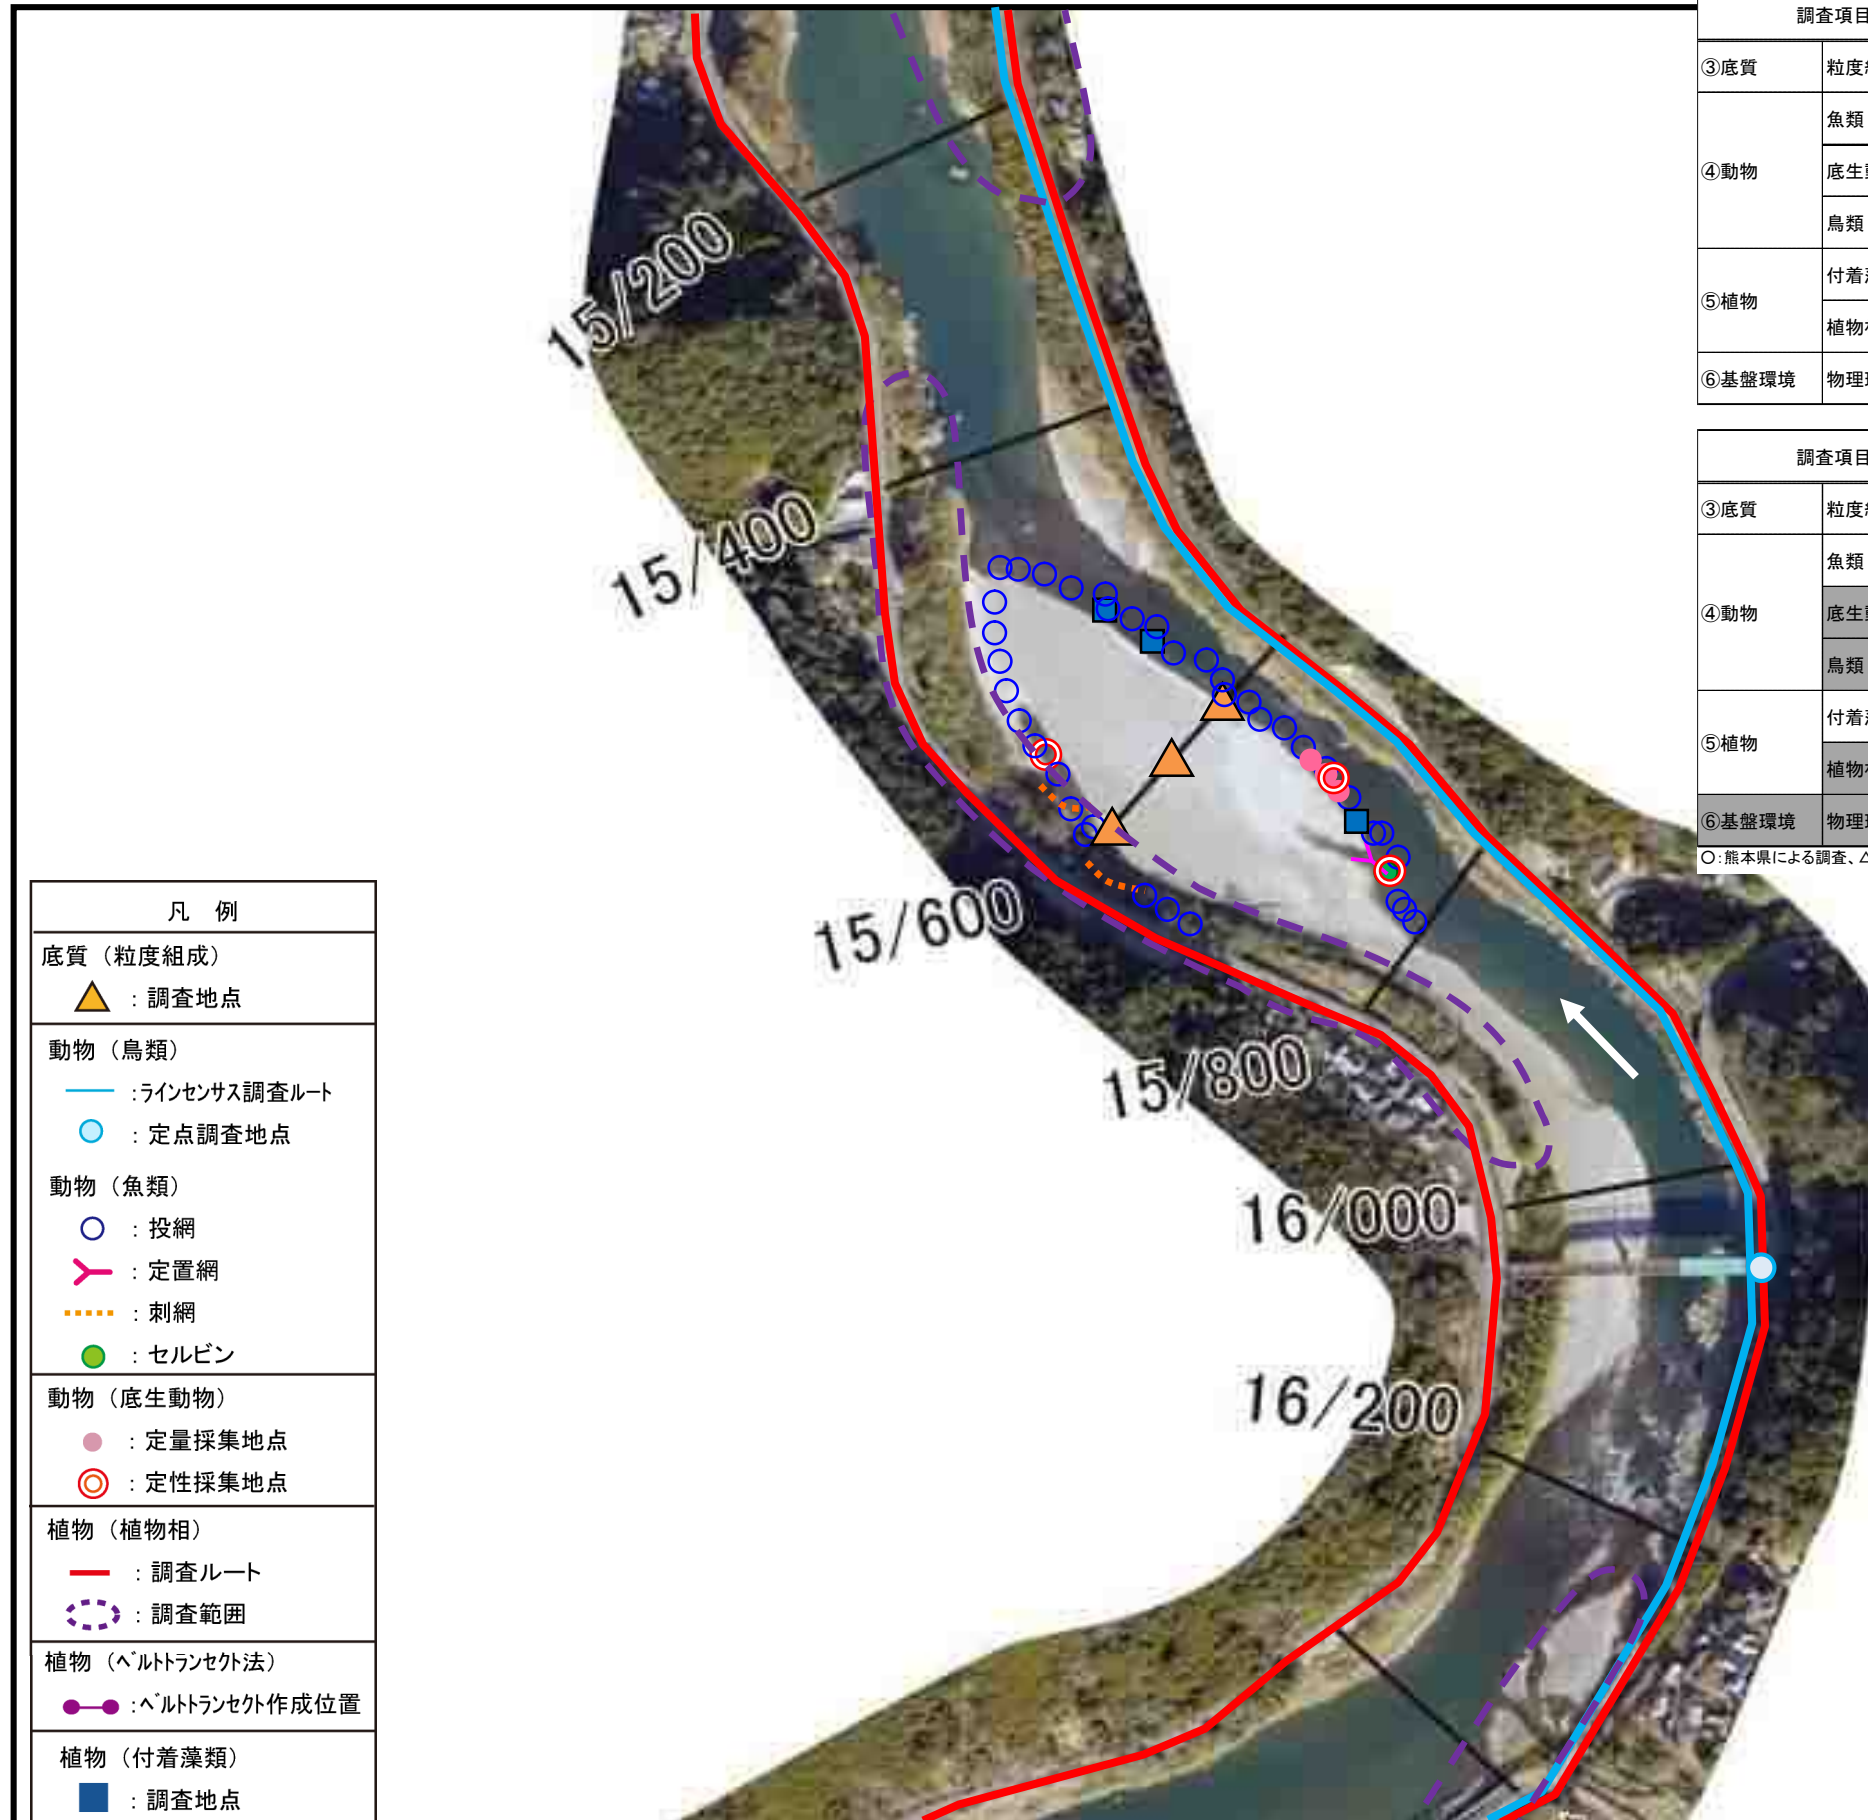 調査項目
③底質
粒度
④動物
魚類
底生
鳥類
⑤植物
付着
植物
⑥基盤環境
物理
調査項目
③底質
粒度
④動物
魚類
底生
鳥類
⑤植物
付着
植物
⑥基盤環境
物理
○:熊本県による調査、△
15/200
15/400
15/600
15/800
16/000
16/200
凡 例
底質（粒度組成）
：調査地点
動物（鳥類）
：ラインセンサス調査ルート
：定点調査地点
動物（魚類）
：投網
：定置網
：刺網
：セルビン
動物（底生動物）
：定量採集地点
：定性採集地点
植物（植物相）
：調査ルート
：調査範囲
植物（ベルトトランセクト法）
：ベルトトランセクト作成位置
植物（付着藻類）
：調査地点